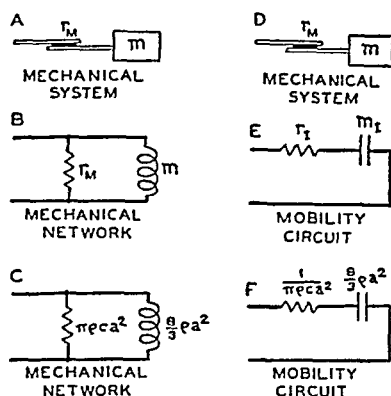 A
r_M
m
MECHANICAL
SYSTEM
B
r_M
m
MECHANICAL
NETWORK
C
πρca²
8/3 ρa²
MECHANICAL
NETWORK
D
r_M
m
MECHANICAL
SYSTEM
E
r_I
m_I
MOBILITY
CIRCUIT
F
1/πρca²
8/3 ρa²
MOBILITY
CIRCUIT